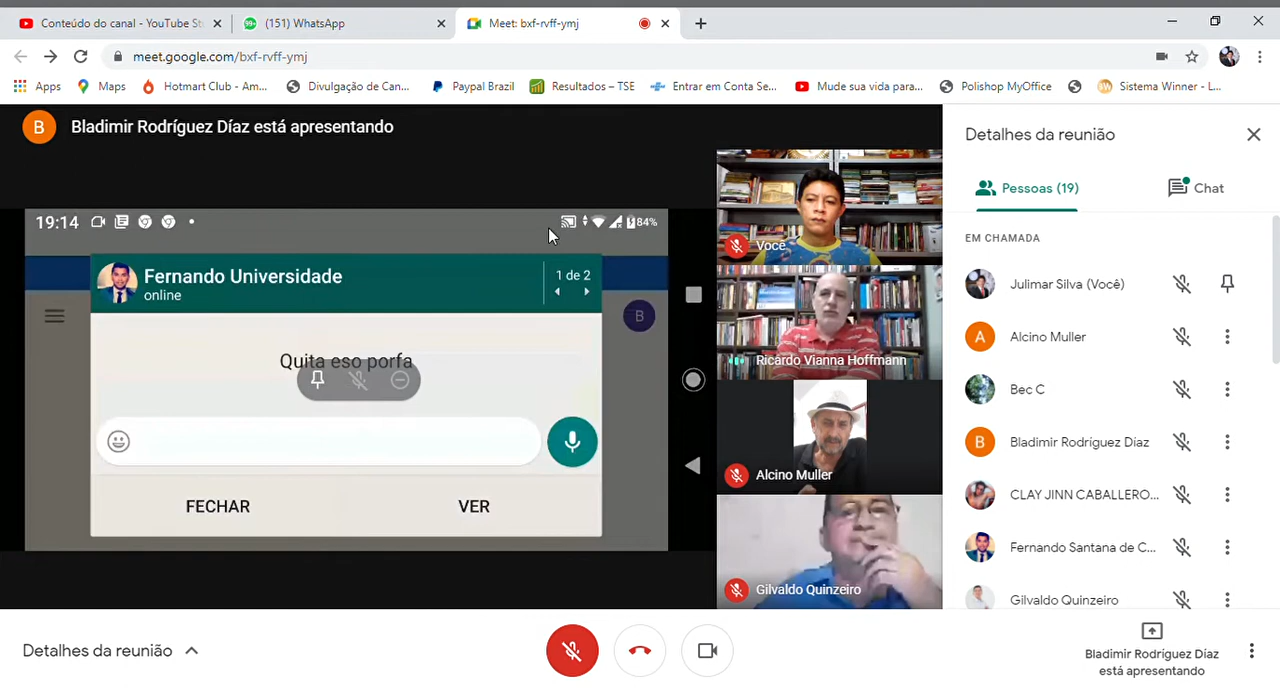 Conteúdo do canal - YouTube St
(151) WhatsApp
Meet: bxf-rvff-ymj
meet.google.com/bxf-rvff-ymj
Apps
Maps
Hotmart Club - Am...
Divulgação de Can...
Paypal Brazil
Resultados – TSE
Entrar em Conta Se...
Mude sua vida para...
Polishop MyOffice
Sistema Winner - L...
B
Bladimir Rodríguez Díaz está apresentando
19:14
84%
Fernando Universidade
online
1 de 2
B
Quita eso porfa
FECHAR
VER
Você
Ricardo Vianna Hoffmann
Alcino Muller
Gilvaldo Quinzeiro
Detalhes da reunião
Pessoas (19)
Chat
EM CHAMADA
Julimar Silva (Você)
A
Alcino Muller
Bec C
B
Bladimir Rodríguez Díaz
CLAY JINN CABALLERO...
Fernando Santana de C...
Gilvaldo Quinzeiro
Detalhes da reunião
Bladimir Rodríguez Díaz
está apresentando